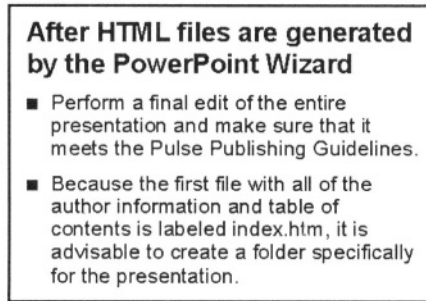 After HTML files are generated
by the PowerPoint Wizard
■ Perform a final edit of the entire
presentation and make sure that it
meets the Pulse Publishing Guidelines.
■ Because the first file with all of the
author information and table of
contents is labeled index.htm, it is
advisable to create a folder specifically
for the presentation.